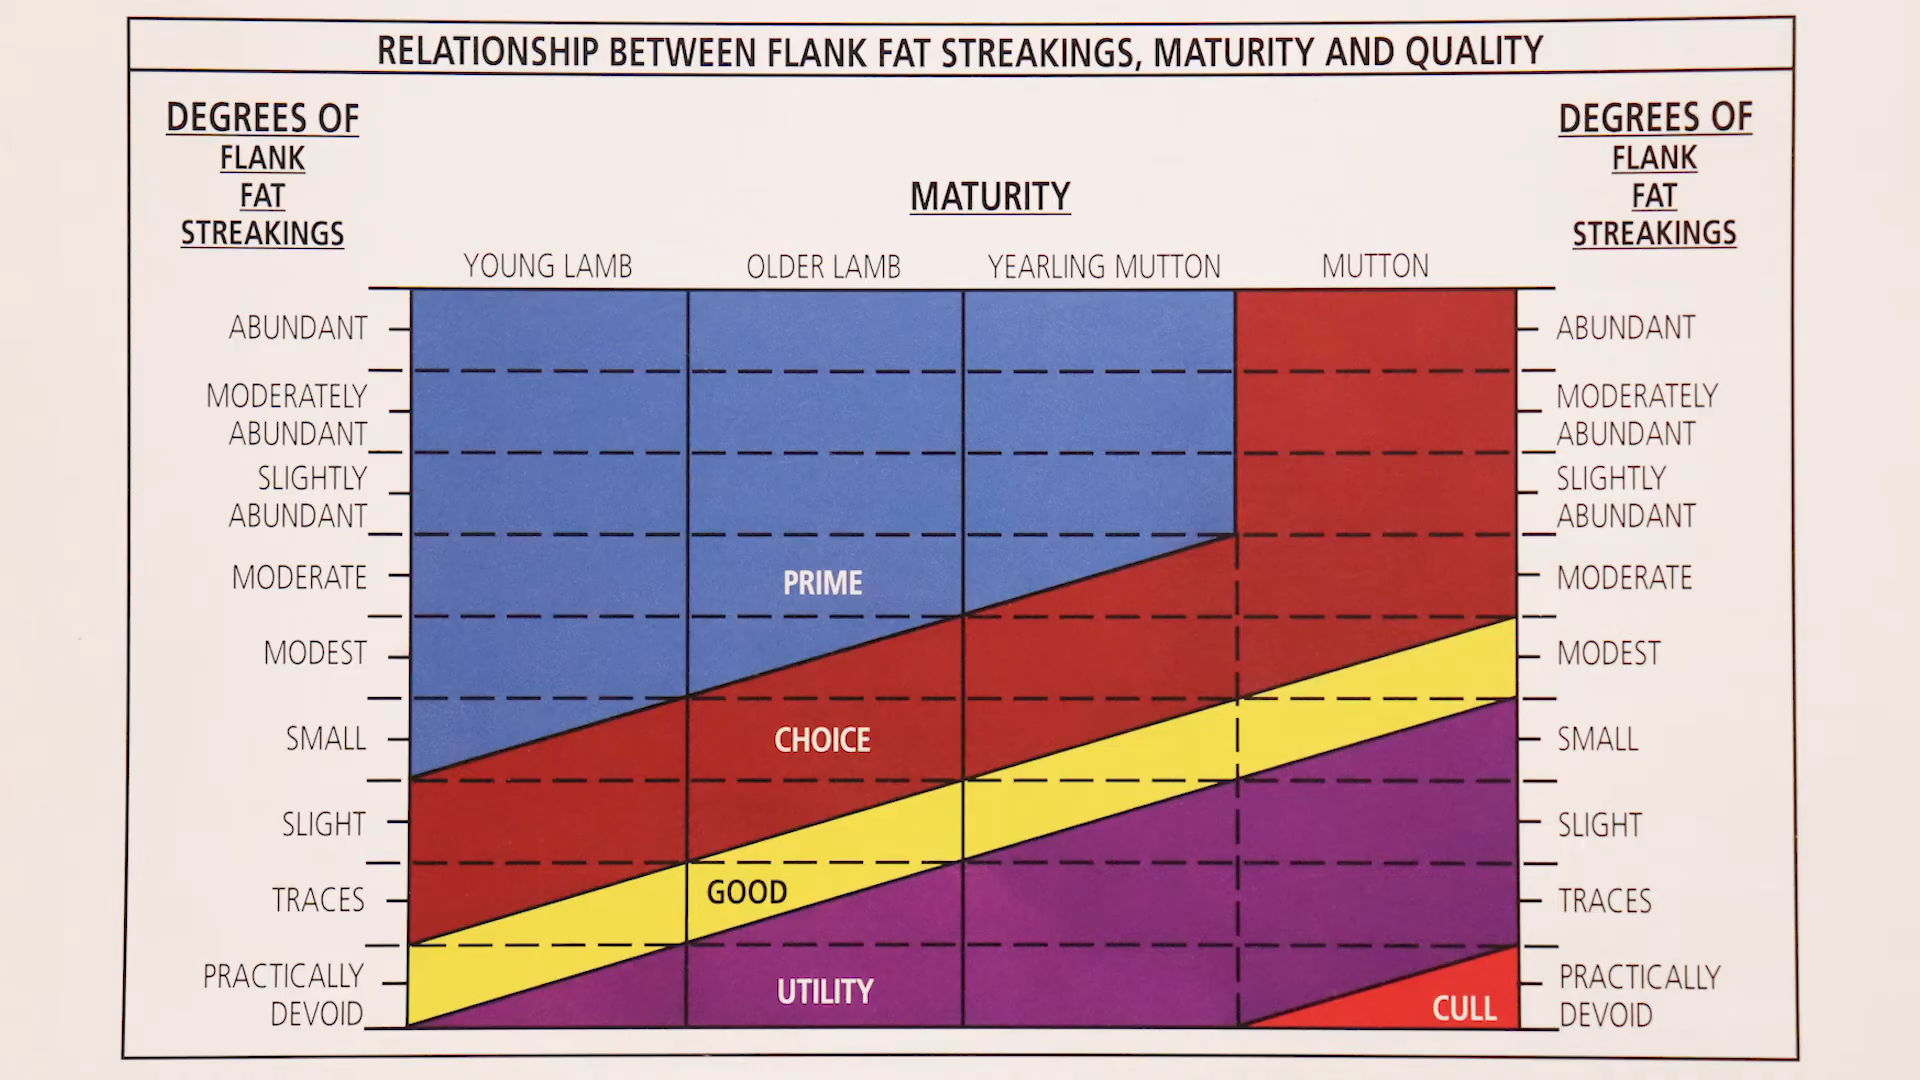 RELATIONSHIP BETWEEN FLANK FAT STREAKINGS, MATURITY AND QUALITY
DEGREES OF
FLANK
FAT
STREAKINGS
MATURITY
DEGREES OF
FLANK
FAT
STREAKINGS
YOUNG LAMB
OLDER LAMB
YEARLING MUTTON
MUTTON
ABUNDANT
MODERATELY
ABUNDANT
SLIGHTLY
ABUNDANT
MODERATE
MODEST
SMALL
SLIGHT
TRACES
PRACTICALLY
DEVOID
PRIME
CHOICE
GOOD
UTILITY
CULL
ABUNDANT
MODERATELY
ABUNDANT
SLIGHTLY
ABUNDANT
MODERATE
MODEST
SMALL
SLIGHT
TRACES
PRACTICALLY
DEVOID